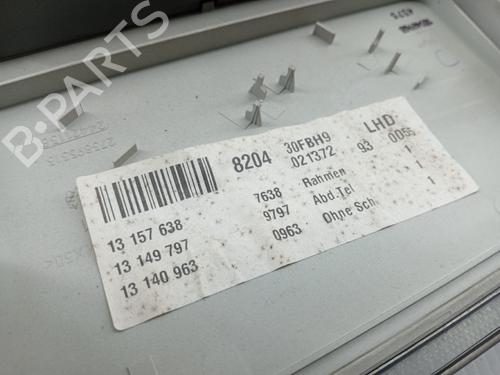 B-PARTS
8204 30FBH9 LHD
021372 93 0055
13 157 638 7638 Rahmen 1
13 149 797 9797 Abd.Tel 1
13 140 963 0963 Ohne Sch. 1
C